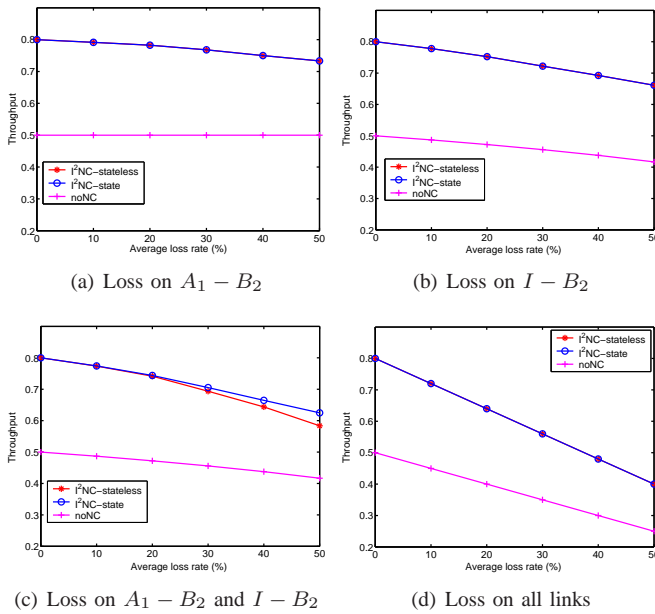 0.8
0.7
0.6
0.5
0.4
0.3
0.2
Throughput
I²NC−stateless
I²NC−state
noNC
0 10 20 30 40 50
Average loss rate (%)
(a) Loss on A₁ − B₂
0.8
0.7
0.6
0.5
0.4
0.3
0.2
Throughput
I²NC−stateless
I²NC−state
noNC
0 10 20 30 40 50
Average loss rate (%)
(b) Loss on I − B₂
0.8
0.7
0.6
0.5
0.4
0.3
0.2
Throughput
I²NC−stateless
I²NC−state
noNC
0 10 20 30 40 50
Average loss rate (%)
(c) Loss on A₁ − B₂ and I − B₂
I²NC−stateless
I²NC−state
noNC
0.8
0.7
0.6
0.5
0.4
0.3
0.2
Throughput
0 10 20 30 40 50
Average loss rate (%)
(d) Loss on all links